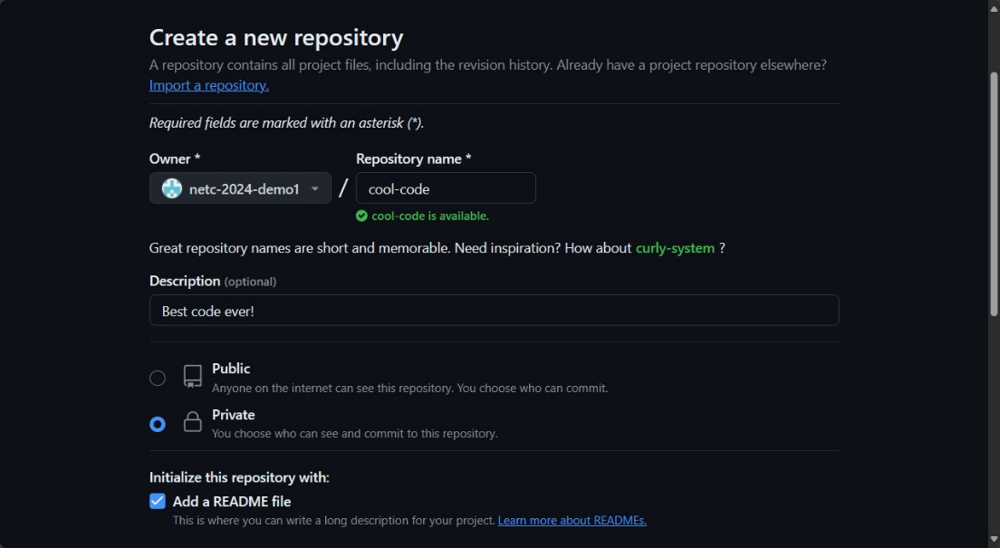 Create a new repository
A repository contains all project files, including the revision history. Already have a project repository elsewhere?
Import a repository.
Required fields are marked with an asterisk (*).
Owner * Repository name *
netc-2024-demo1 / cool-code
cool-code is available.
Great repository names are short and memorable. Need inspiration? How about curly-system ?
Description (optional)
Best code ever!
Public
Anyone on the internet can see this repository. You choose who can commit.
Private
You choose who can see and commit to this repository.
Initialize this repository with:
Add a README file
This is where you can write a long description for your project. Learn more about READMEs.